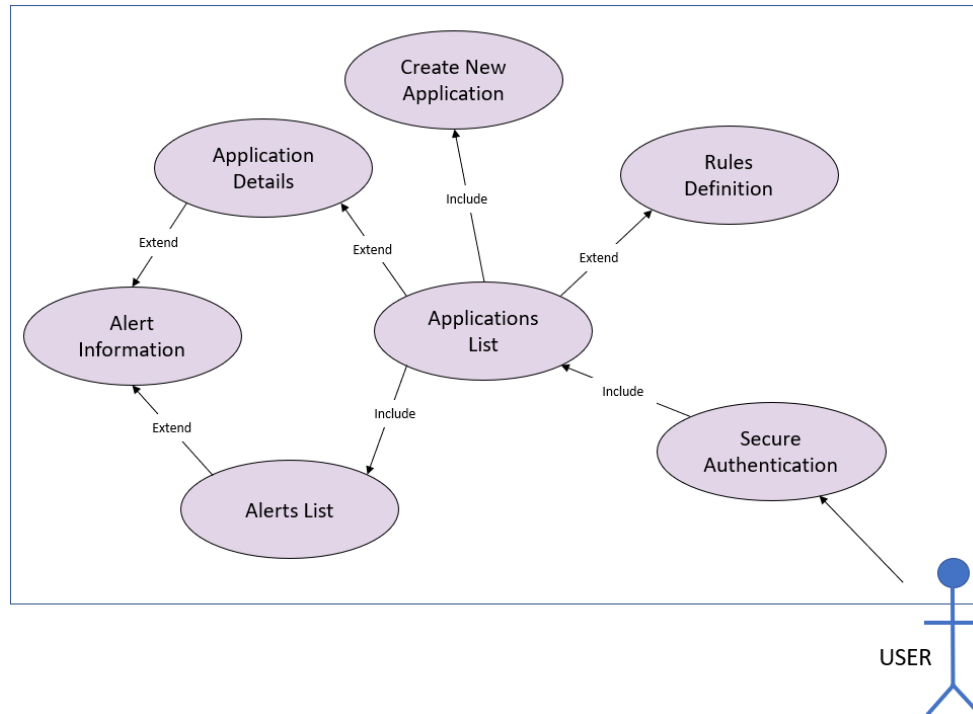 Create New
Application
Application
Details
Rules
Definition
Include
Extend
Extend
Extend
Alert
Information
Applications
List
Include
Include
Extend
Secure
Authentication
Alerts List
USER